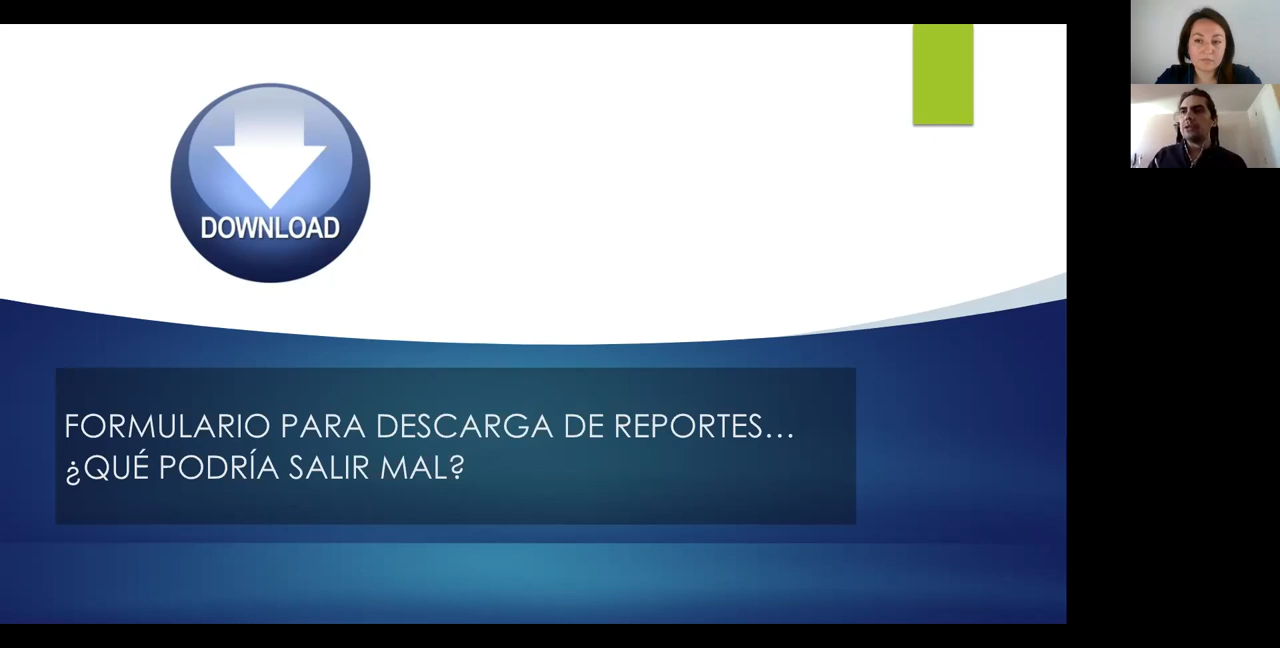 DOWNLOAD
FORMULARIO PARA DESCARGA DE REPORTES...
¿QUÉ PODRÍA SALIR MAL?